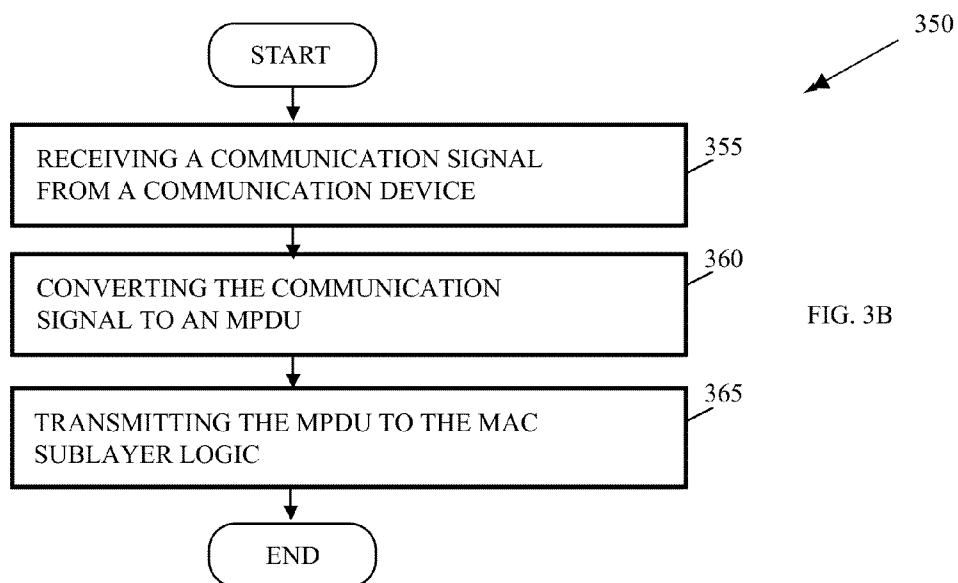 350
START
355
RECEIVING A COMMUNICATION SIGNAL
FROM A COMMUNICATION DEVICE
360
CONVERTING THE COMMUNICATION
SIGNAL TO AN MPDU
FIG. 3B
365
TRANSMITTING THE MPDU TO THE MAC
SUBLAYER LOGIC
END